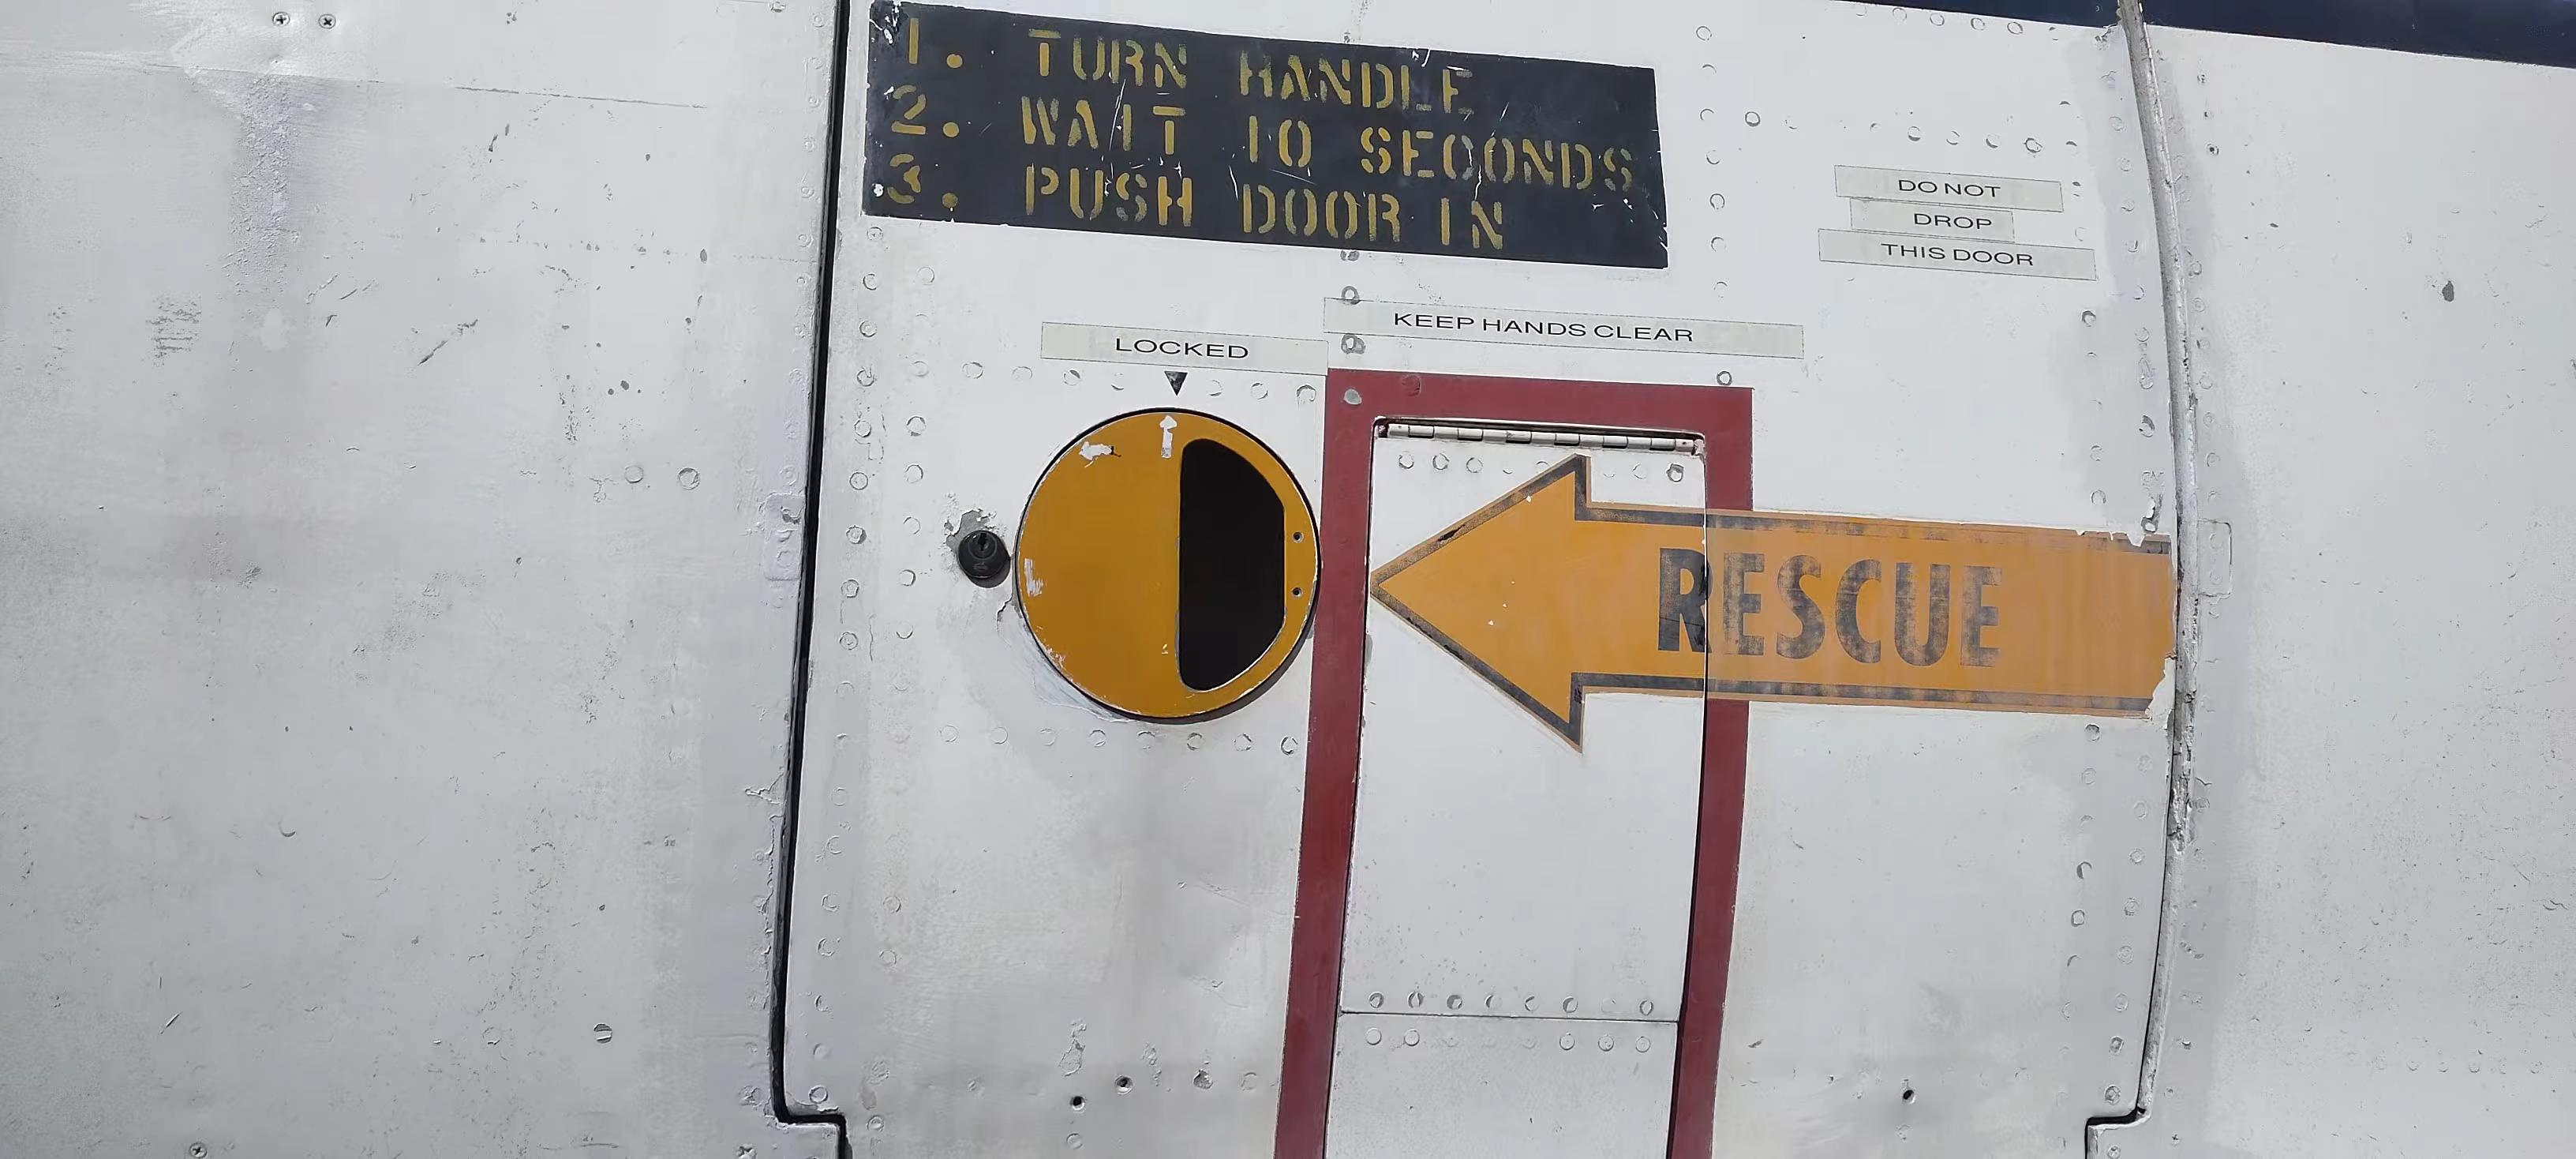 1. TURN HANDLE
2. WAIT 10 SECONDS
3. PUSH DOOR IN
DO NOT
DROP
THIS DOOR
KEEP HANDS CLEAR
LOCKED
RESCUE